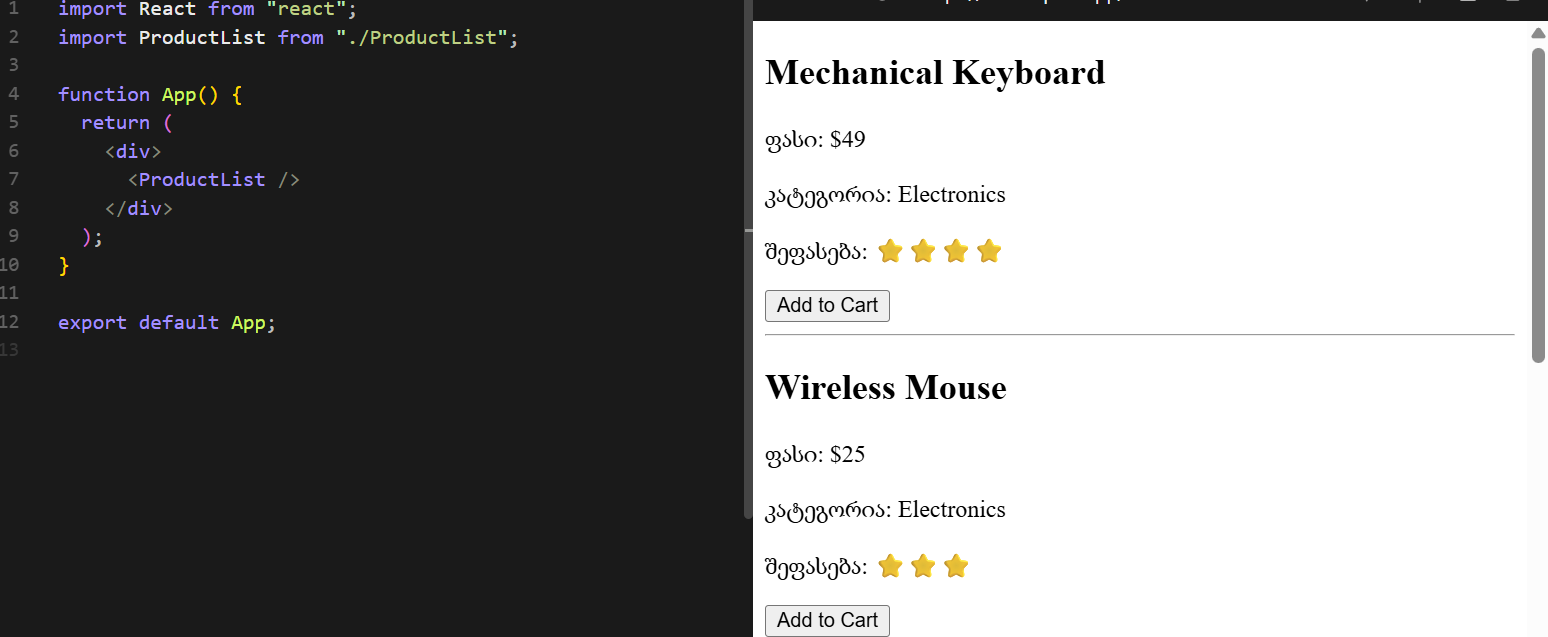 1 import React from "react";
2 import ProductList from "./ProductList";
3
4 function App() {
5 return (
6 <div>
7 <ProductList />
8 </div>
9 );
10 }
11
12 export default App;
13
Mechanical Keyboard
ფასი: $49
კატეგორია: Electronics
შეფასება: ⭐ ⭐ ⭐ ⭐
Add to Cart
Wireless Mouse
ფასი: $25
კატეგორია: Electronics
შეფასება: ⭐ ⭐ ⭐
Add to Cart